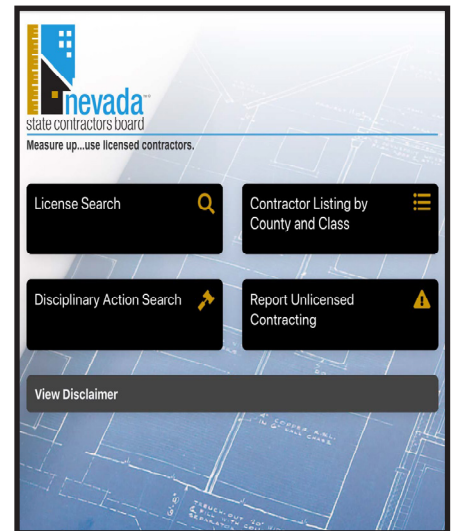 nevada
state contractors board
Measure up...use licensed contractors.
License Search
Contractor Listing by
County and Class
Disciplinary Action Search
Report Unlicensed
Contracting
View Disclaimer